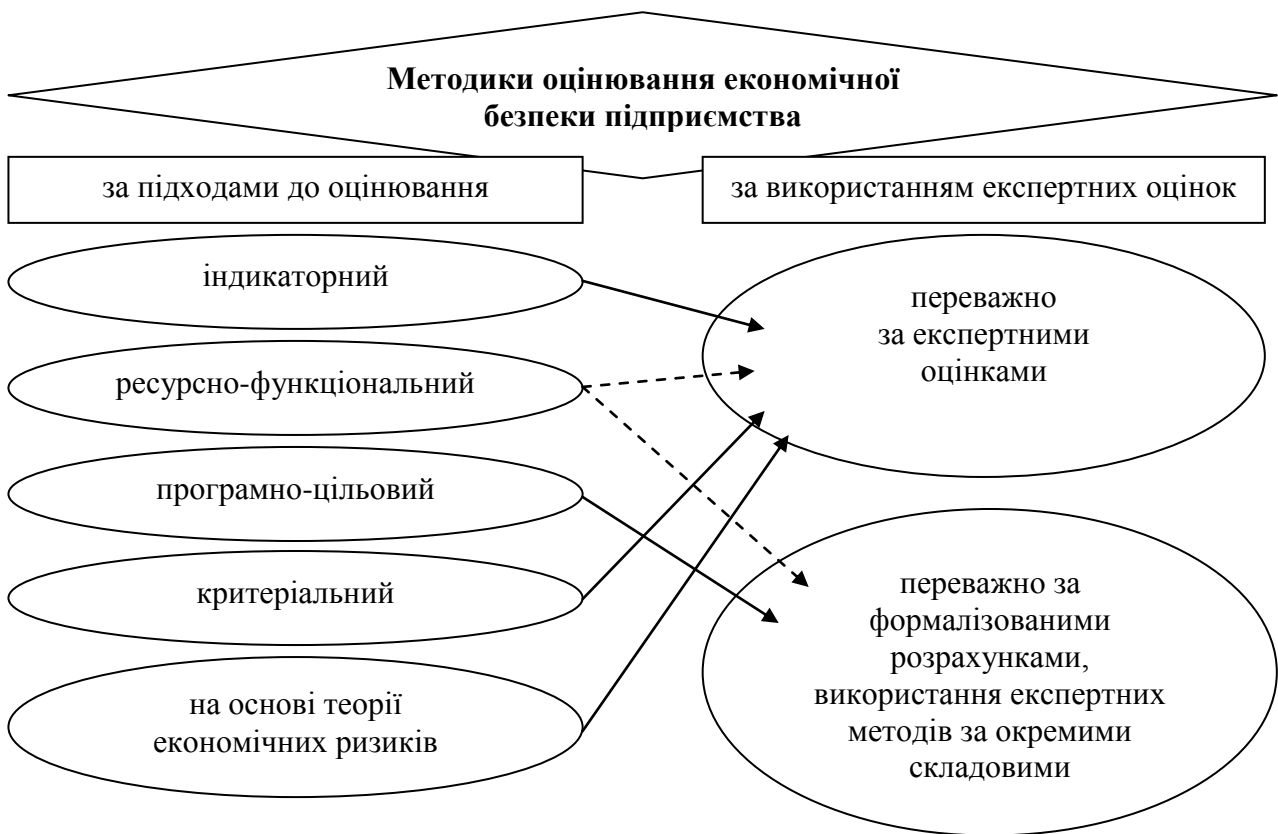 Методики оцінювання економічної
безпеки підприємства
за підходами до оцінювання
за використанням експертних оцінок
індикаторний
ресурсно-функціональний
програмно-цільовий
критеріальний
на основі теорії
економічних ризиків
переважно
за експертними
оцінками
переважно за
формалізованими
розрахунками,
використання експертних
методів за окремими
складовими